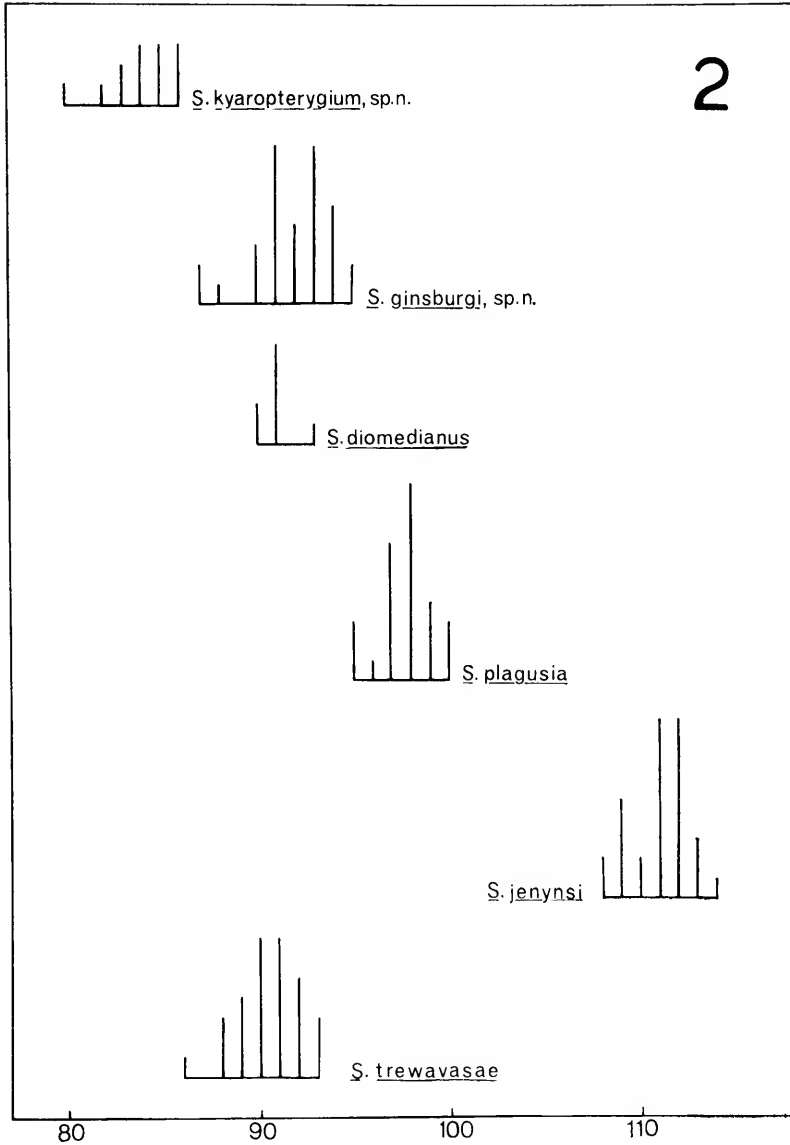 2
S. kyaropterygium, sp.n.
S. ginsburgi, sp.n.
S. diomedianus
S. plagusia
S. jenynsi
S. trewavasae
80 90 100 110